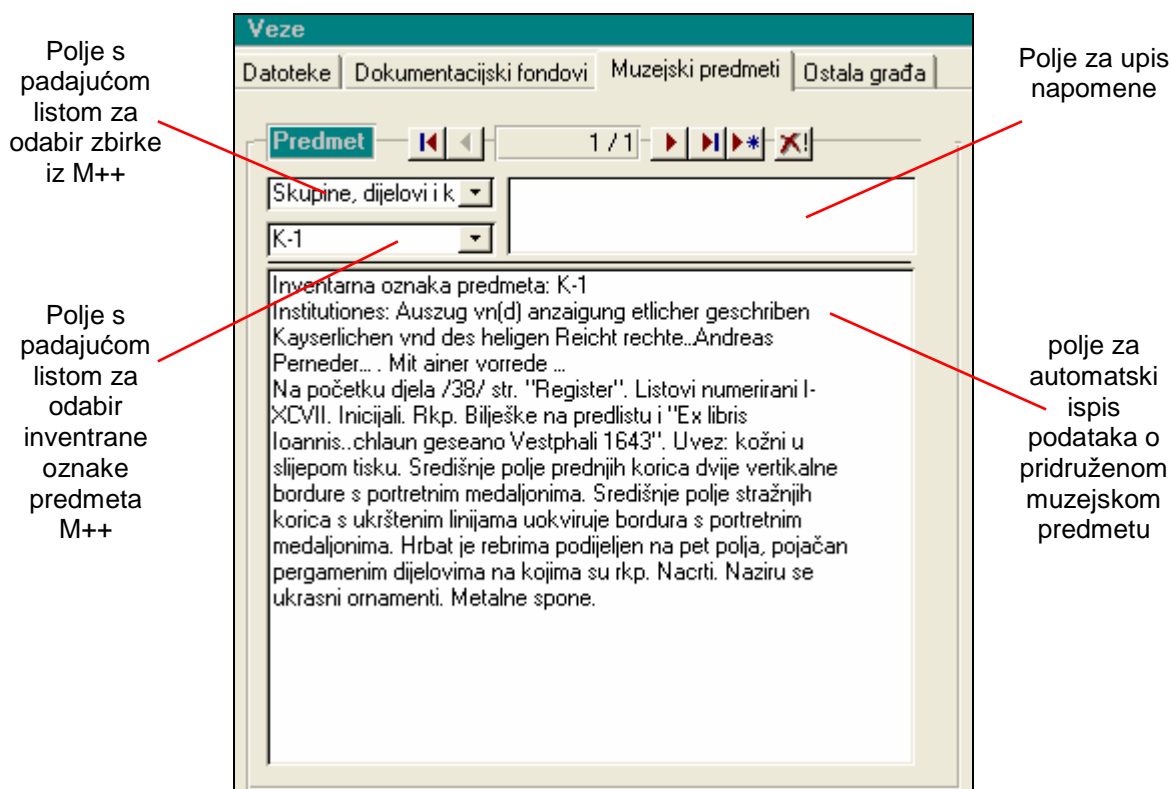 Polje s
padajućom
listom za
odabir zbirke
iz M++
Polje s
padajućom
listom za
odabir
inventrane
oznake
predmeta
M++
Veze
Datoteke
Dokumentacijski fondovi
Muzejski predmeti
Ostala građa
Predmet
1 / 1
Skupine, dijelovi i k
K-1
Inventarna oznaka predmeta: K-1
Institutiones: Auszug vn(d) anzaigung etlicher geschriben
Kayserlichen vnd des heligen Reicht rechte..Andreas
Perneder... . Mit ainer vorrede ...
Na početku djela /38/ str. "Register". Listovi numerirani I-
XCVII. Inicijali. Rkp. Bilješke na predlistu i "Ex libris
Ioannis..chlaun geseano Vestphali 1643". Uvez: kožni u
slijepom tisku. Središnje polje prednjih korica dvije vertikalne
bordure s portretnim medaljonima. Središnje polje stražnjih
korica s ukrštenim linijama uokviruje bordura s portretnim
medaljonima. Hrbat je rebrima podijeljen na pet polja, pojačan
pergamenim dijelovima na kojima su rkp. Nacrti. Naziru se
ukrasni ornamenti. Metalne spone.
Polje za upis
napomene
polje za
automatski
ispis
podataka o
pridruženom
muzejskom
predmetu